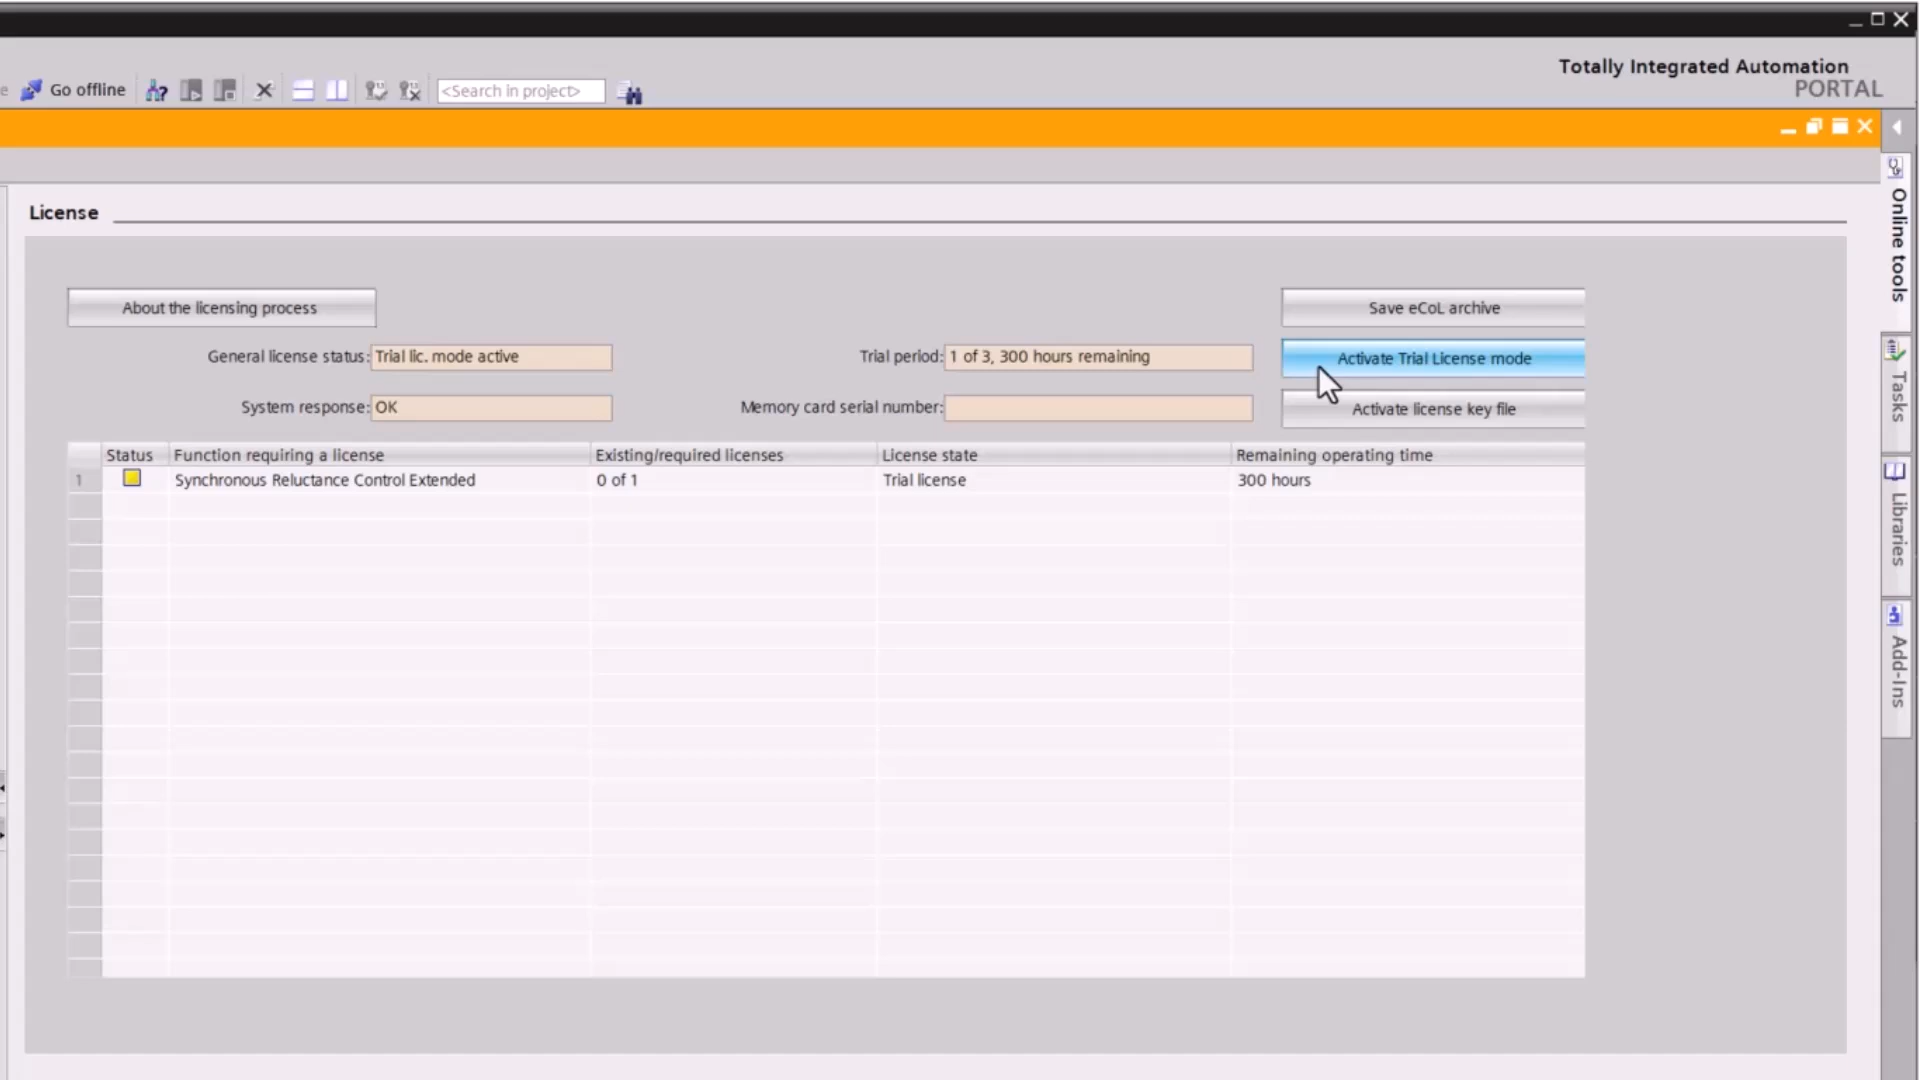 Totally Integrated Automation
PORTAL
e Go offline <Search in project>
License
About the licensing process
Save eCoL archive
General license status: Trial lic. mode active
Trial period: 1 of 3, 300 hours remaining
Activate Trial License mode
System response: OK
Memory card serial number:
Activate license key file
Status Function requiring a license Existing/required licenses License state Remaining operating time
1 Synchronous Reluctance Control Extended 0 of 1 Trial license 300 hours
Online tools
Tasks
Libraries
Add-Ins